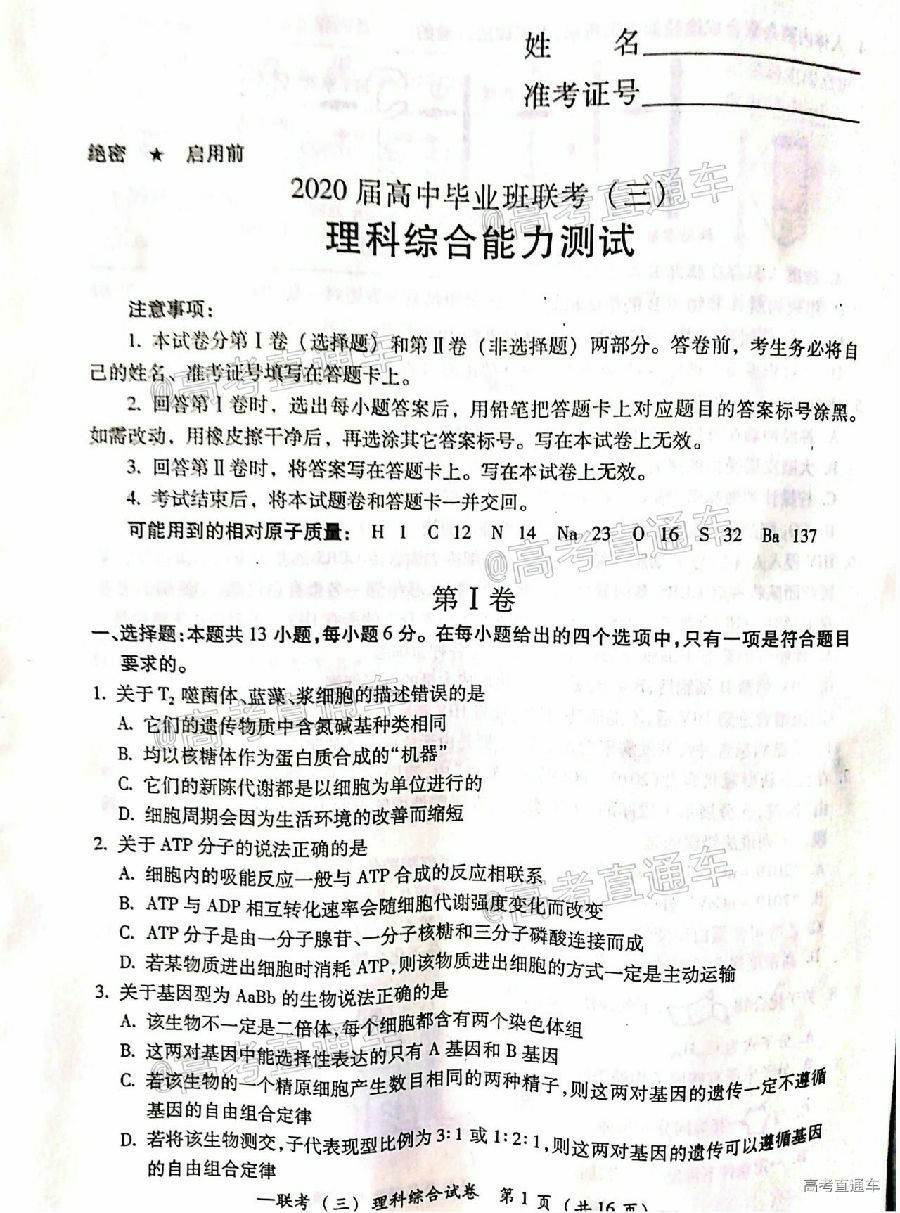 姓 名
准考证号
绝密 ★ 启用前
2020届高中毕业班联考（三）
理科综合能力测试
注意事项：
1. 本试卷分第Ⅰ卷（选择题）和第Ⅱ卷（非选择题）两部分。答卷前，考生务必将自
己的姓名、准考证号填写在答题卡上。
2. 回答第Ⅰ卷时，选出每小题答案后，用铅笔把答题卡上对应题目的答案标号涂黑。
如需改动，用橡皮擦干净后，再选涂其它答案标号。写在本试卷上无效。
3. 回答第Ⅱ卷时，将答案写在答题卡上。写在本试卷上无效。
4. 考试结束后，将本试题卷和答题卡一并交回。
可能用到的相对原子质量： H 1 C 12 N 14 Na 23 O 16 S 32 Ba 137
第Ⅰ卷
一、选择题：本题共13小题，每小题6分。在每小题给出的四个选项中，只有一项是符合题目
要求的。
1. 关于T₂噬菌体、蓝藻、浆细胞的描述错误的是
A. 它们的遗传物质中含氮碱基种类相同
B. 均以核糖体作为蛋白质合成的“机器”
C. 它们的新陈代谢都是以细胞为单位进行的
D. 细胞周期会因为生活环境的改善而缩短
2. 关于ATP分子的说法正确的是
A. 细胞内的吸能反应一般与ATP合成的反应相联系
B. ATP与ADP相互转化速率会随细胞代谢强度变化而改变
C. ATP分子是由一分子腺苷、一分子核糖和三分子磷酸连接而成
D. 若某物质进出细胞时消耗ATP，则该物质进出细胞的方式一定是主动运输
3. 关于基因型为AaBb的生物说法正确的是
A. 该生物不一定是二倍体，每个细胞都含有两个染色体组
B. 这两对基因中能选择性表达的只有A基因和B基因
C. 若该生物的一个精原细胞产生数目相同的两种精子，则这两对基因的遗传一定不遵循
基因的自由组合定律
D. 若将该生物测交，子代表现型比例为3∶1或1∶2∶1，则这两对基因的遗传可以遵循基因
的自由组合定律
一联考（三）理科综合试卷 第1页（共16页）
@高考直通车
@高考直通车
@高考直通车
@高考直通车
@高考直通车
@高考直通车
高考直通车